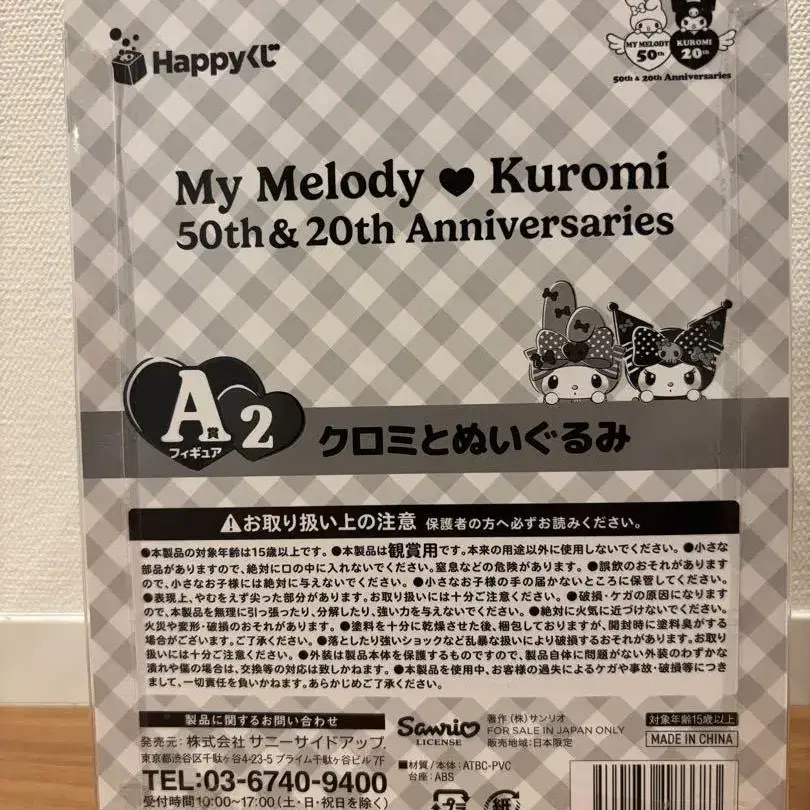 Happyくじ
MY MELODY 50th
KUROMI 20th
50th & 20th Anniversaries
My Melody ♥ Kuromi
50th & 20th Anniversaries
A賞 2
フィギュア
クロミとぬいぐるみ
⚠お取り扱い上の注意 保護者の方へ必ずお読みください。
●本製品の対象年齢は15歳以上です。●本製品は観賞用です。本来の用途以外に使用しないでください。●小さな
部品がありますので、絶対に口の中に入れないでください。窒息などの危険があります。●誤飲のおそれがあります
ので、小さなお子様には絶対に与えないでください。●小さなお子様の手の届かないところに保管してください。
●表現上、やむをえず尖った部分があります。お取り扱いには十分ご注意ください。●破損・ケガの原因になります
ので、本製品を無理に引っ張ったり、分解したり、強い力を与えないでください。●絶対に火気に近づけないでください。
火災や変形・破損のおそれがあります。●塗料を十分に乾燥させた後、梱包しておりますが、開封時に塗料臭がする
場合がございます。ご了承ください。●落としたり強いショックなど乱暴な扱いにより破損するおそれがあります。お取り
扱いには十分ご注意ください。●外装は製品本体を保護するものですので、製品自体に問題がない外装のわずかな
潰れや傷の場合は、交換等の対応は致しかねます。●本製品を使用中、お客様の過失によるケガや事故・破損等につき
まして、一切責任を負いかねます。あらかじめご了承ください。
製品に関するお問い合わせ
発売元：株式会社 サニーサイドアップ
東京都渋谷区千駄ヶ谷4-23-5 プライム千駄ヶ谷ビル 7F
TEL:03-6740-9400
受付時間10:00~17:00(土・日・祝日を除く)
Sanrio
LICENSE
著作(株)サンリオ
FOR SALE IN JAPAN ONLY
販売地域:日本限定
■材質／本体：ATBC-PVC
台座：ABS
紙
対象年齢15歳以上
MADE IN CHINA